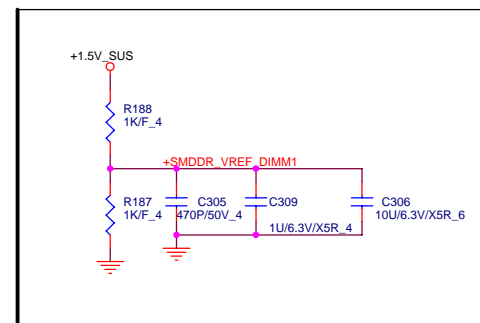 +1.5V_SUS
R188
1K/F_4
+SMDDR_VREF_DIMM1
R187
1K/F_4
C305
470P/50V_4
C309
1U/6.3V/X5R_4
C306
10U/6.3V/X5R_6